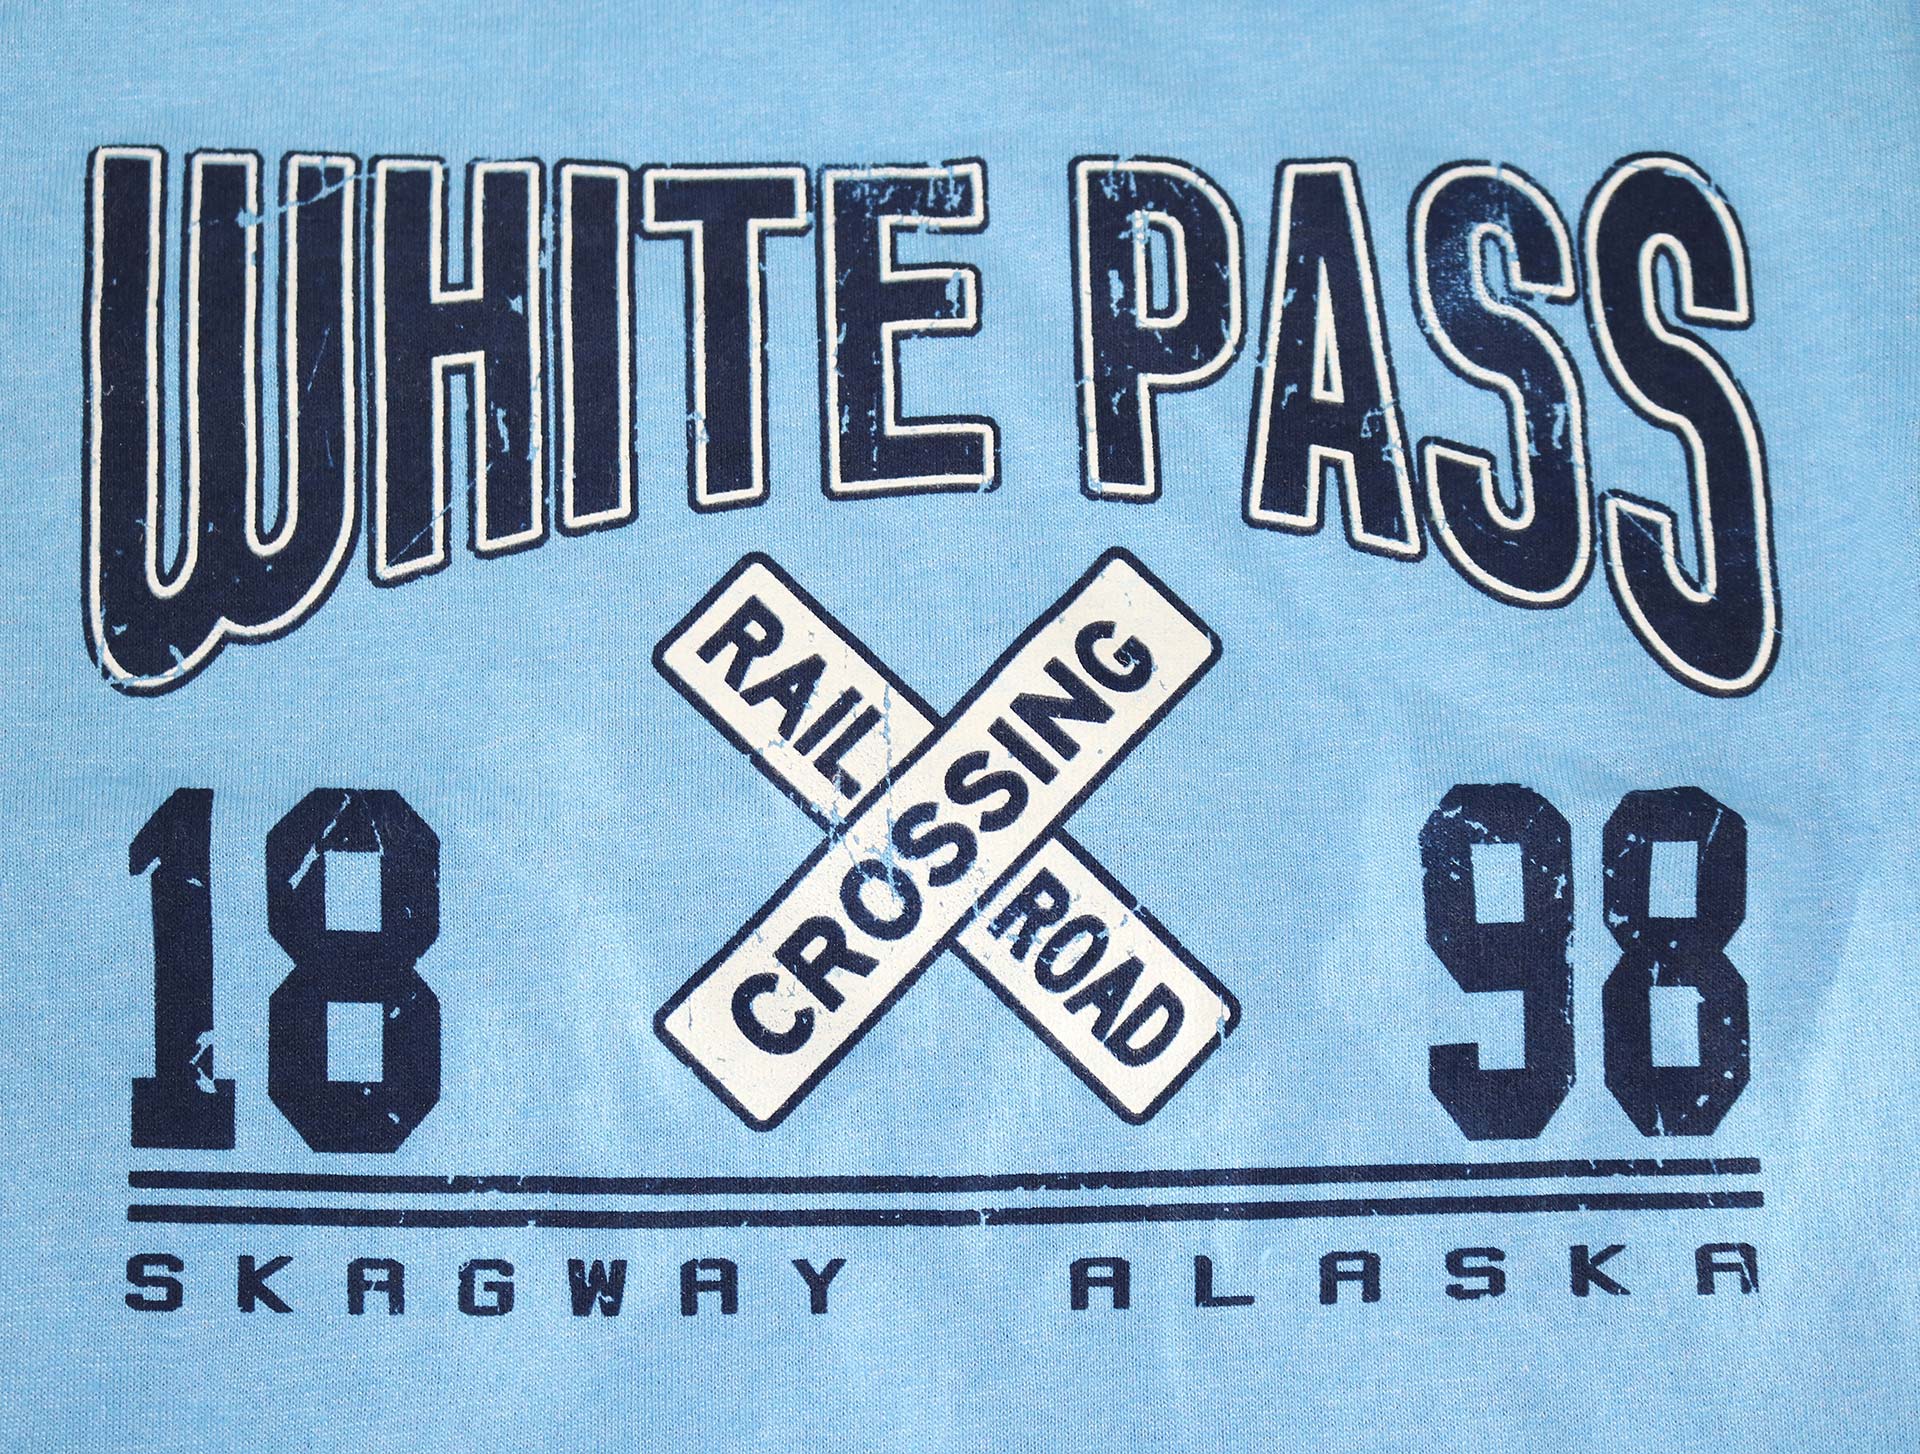 WHITE PASS
RAIL ROAD
CROSSING
18 98
SKAGWAY ALASKA